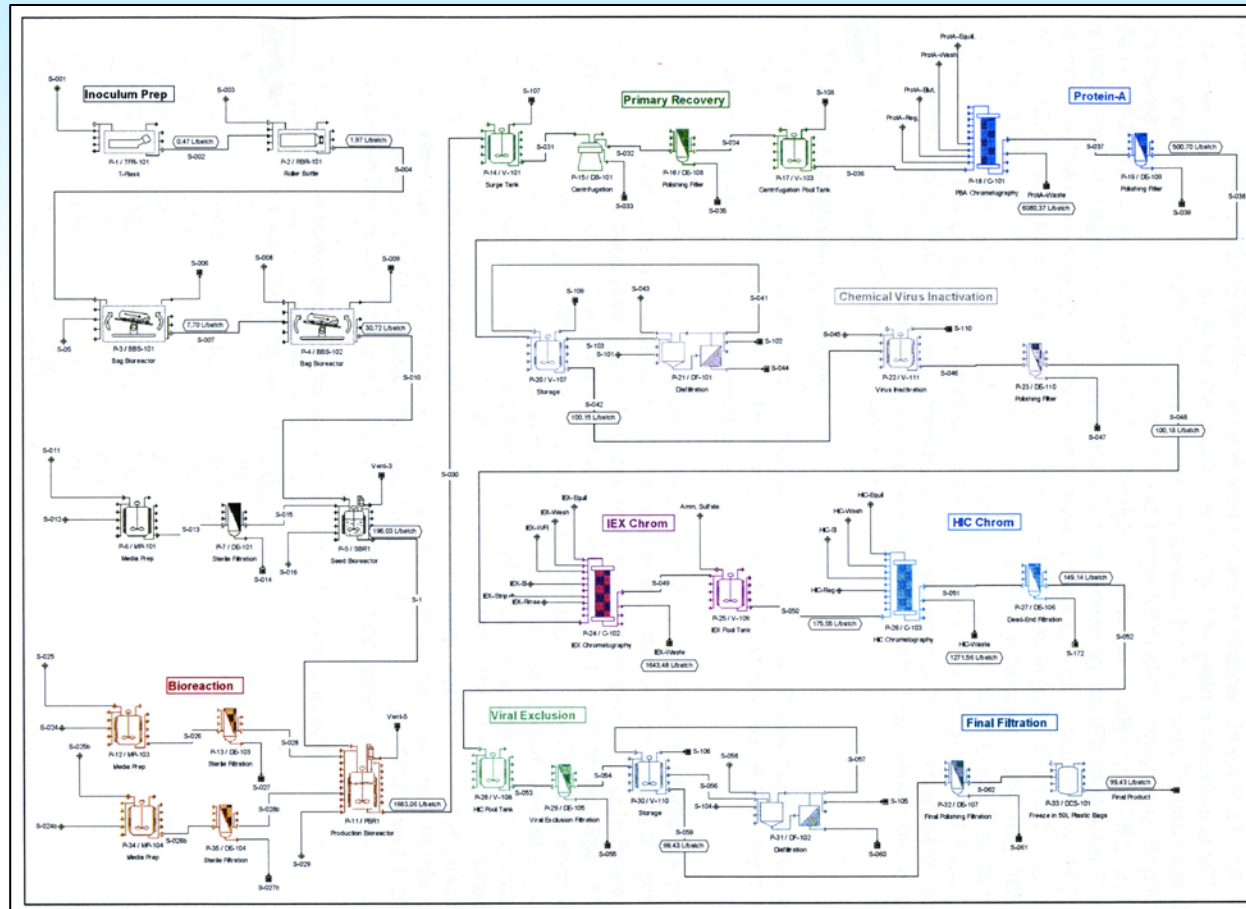 Inoculum Prep
S-001
S-003
0.47 L/batch
S-002
1.97 L/batch
S-004
P-1 / TFR-101
T-Flask
P-2 / RBR-101
Roller Bottle
S-006
S-008
S-009
S-05
7.70 L/batch
S-007
30.72 L/batch
S-010
P-3 / BBS-101
Bag Bioreactor
P-4 / BBS-102
Bag Bioreactor
S-011
S-012
S-013
S-015
S-014
S-016
Vent-3
196.03 L/batch
S-1
P-6 / MP-101
Media Prep
P-7 / DE-101
Sterile Filtration
P-5 / SBR1
Seed Bioreactor
Bioreaction
S-025
S-024
S-025b
S-026
S-028
S-027
Vent-5
P-12 / MP-103
Media Prep
P-13 / DE-103
Sterile Filtration
S-024b
S-026b
S-028b
S-027b
S-029
1983.06 L/batch
S-030
P-34 / MP-104
Media Prep
P-35 / DE-104
Sterile Filtration
P-11 / PBR1
Production Bioreactor
Primary Recovery
S-107
S-031
S-032
S-033
S-034
S-035
S-108
S-036
P-14 / V-101
Surge Tank
P-15 / DS-101
Centrifugation
P-16 / DE-108
Polishing Filter
P-17 / V-103
Centrifugation Pool Tank
Protein-A
ProtA-Equil.
ProtA-Wash
ProtA-Elut.
ProtA-Reg.
P-18 / C-101
PBA Chromatography
ProtA-Waste
6080.37 L/batch
S-037
P-19 / DE-109
Polishing Filter
S-039
500.70 L/batch
S-038
Chemical Virus Inactivation
S-109
S-043
S-041
S-103
S-101
S-102
S-044
S-042
100.15 L/batch
P-20 / V-107
Storage
P-21 / DF-101
Diafiltration
S-045
S-110
S-046
S-047
S-048
100.18 L/batch
P-22 / V-111
Virus Inactivation
P-23 / DE-110
Polishing Filter
IEX Chrom
IEX-Equil
IEX-Wash
IEX-WFI
IEX-El
IEX-Strip
IEX-Rinse
P-24 / C-102
IEX Chromatography
IEX-Waste
1643.48 L/batch
S-049
Amm. Sulfate
P-25 / V-109
IEX Pool Tank
S-050
175.55 L/batch
HIC Chrom
HIC-Equil
HIC-Wash
HIC-El
HIC-Reg
P-26 / C-103
HIC Chromatography
HIC-Waste
1271.56 L/batch
S-051
P-27 / DE-106
Dead-End Filtration
S-172
149.14 L/batch
S-052
Viral Exclusion
P-28 / V-108
HIC Pool Tank
S-053
P-29 / DE-105
Viral Exclusion Filtration
S-054
S-055
S-106
P-30 / V-110
Storage
S-056
S-058
S-104
S-057
S-105
S-060
S-059
99.43 L/batch
P-31 / DF-102
Diafiltration
Final Filtration
P-32 / DE-107
Final Polishing Filtration
S-061
S-062
P-33 / DCS-101
Freeze in 50L Plastic Bags
99.43 L/batch
Final Product